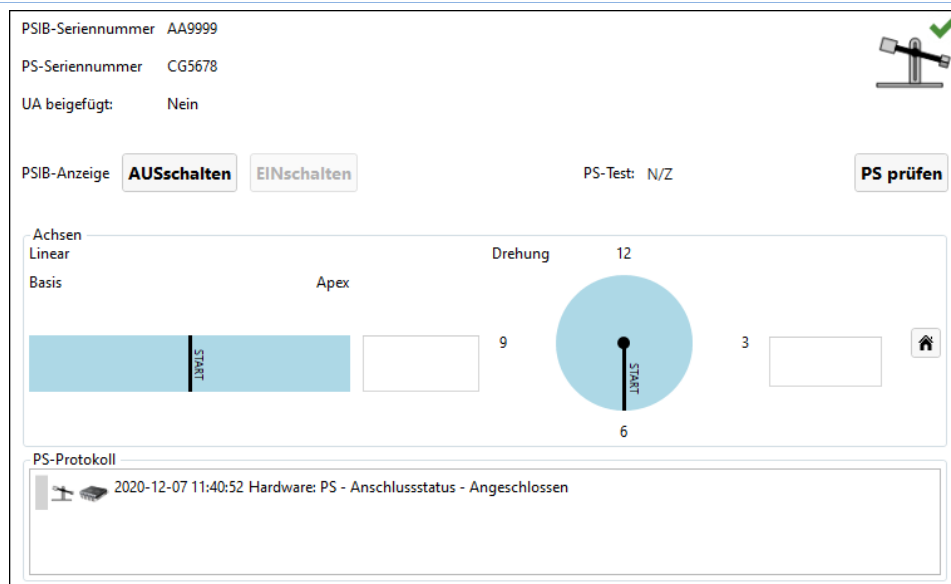 PSIB-Seriennummer AA9999
PS-Seriennummer CG5678
UA beigefügt: Nein
PSIB-Anzeige AUSschalten EINschalten PS-Test: N/Z PS prüfen
Achsen
Linear Drehung 12
Basis Apex
START 9 START 3
6
PS-Protokoll
2020-12-07 11:40:52 Hardware: PS - Anschlussstatus - Angeschlossen